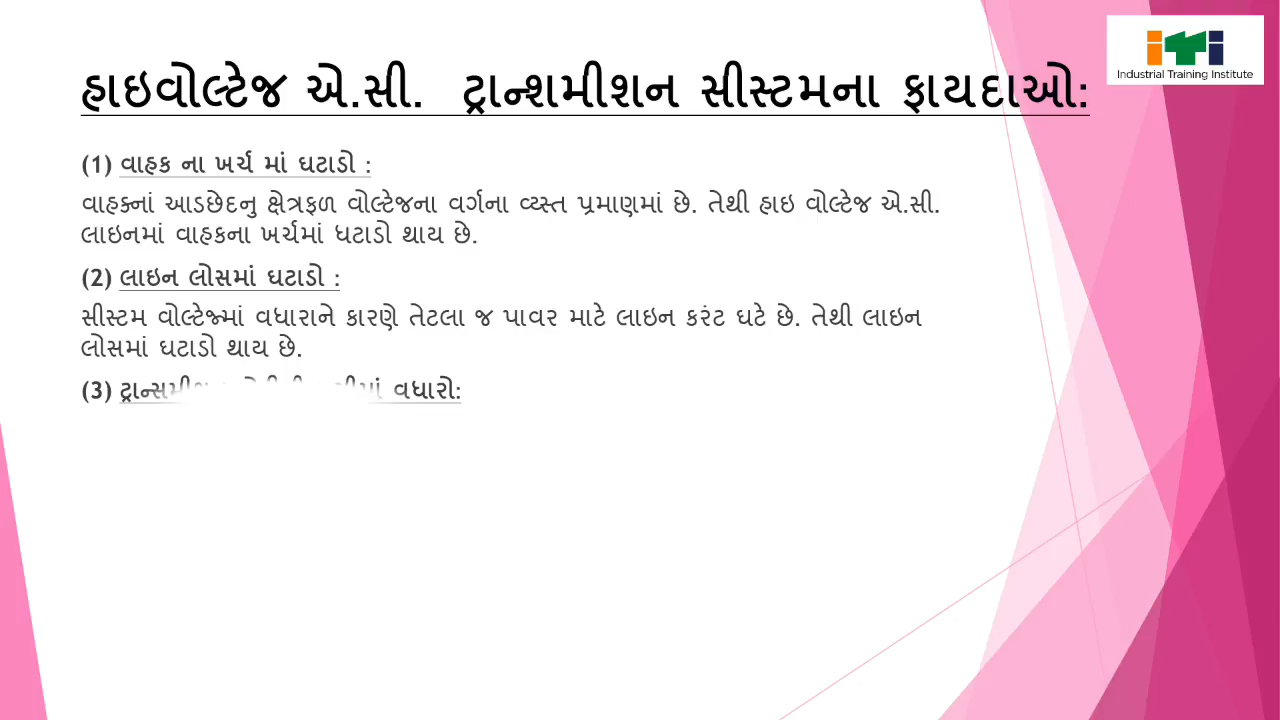 iTi
Industrial Training Institute
હાઇવોલ્ટેજ એ.સી. ટ્રાન્શમીશન સીસ્ટમના ફાયદાઓ:
(1) વાહક ના ખર્ચ માં ઘટાડો :
વાહક્નાં આડછેદનુ ક્ષેત્રફળ વોલ્ટેજના વર્ગના વ્યસ્ત પ્રમાણમાં છે. તેથી હાઇ વોલ્ટેજ એ.સી.
લાઇનમાં વાહકના ખર્ચમાં ધટાડો થાય છે.
(2) લાઇન લોસમાં ઘટાડો :
સીસ્ટમ વોલ્ટેજ્માં વધારાને કારણે તેટલા જ પાવર માટે લાઇન કરંટ ઘટે છે. તેથી લાઇન
લોસમાં ઘટાડો થાય છે.
(3) વધારો: